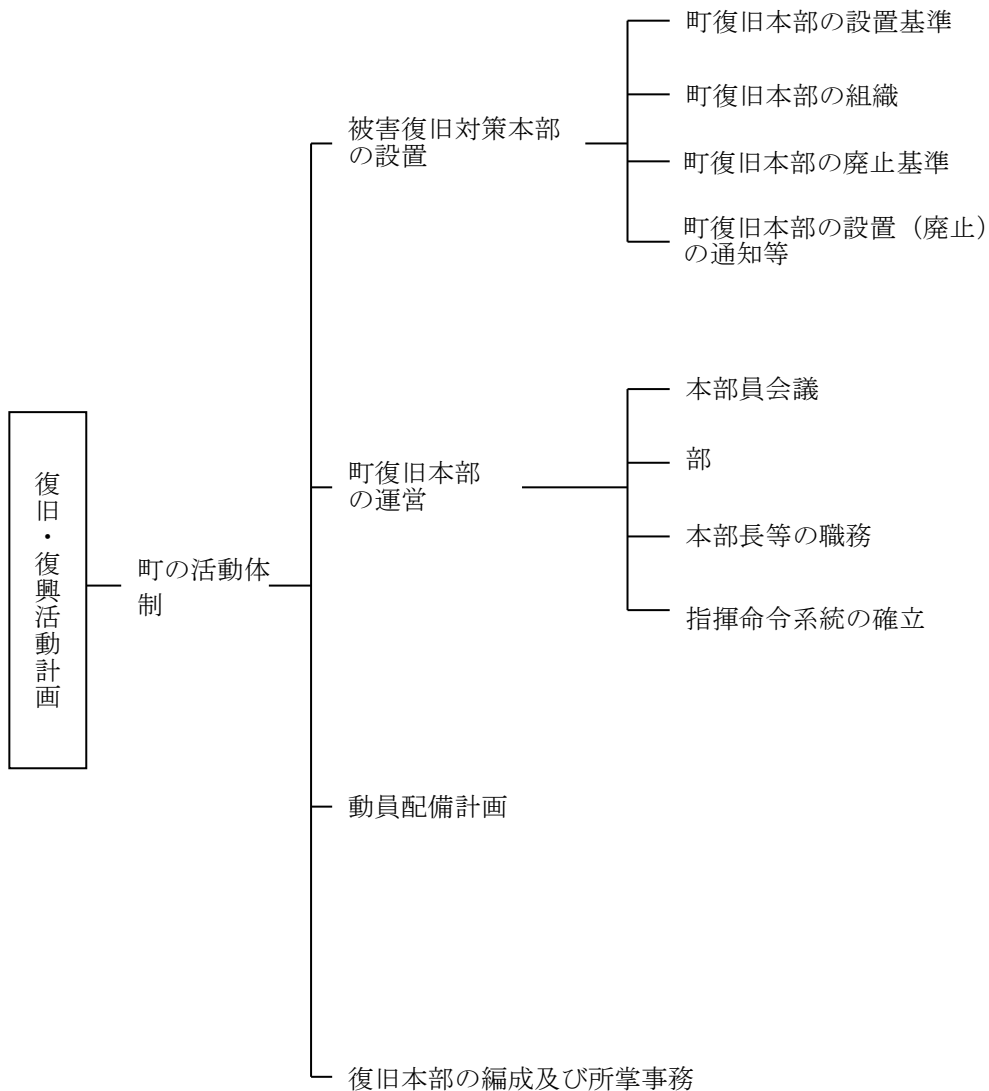 復旧・復興活動計画
町の活動体
制
被害復旧対策本部
の設置
町復旧本部の設置基準
町復旧本部の組織
町復旧本部の廃止基準
町復旧本部の設置（廃止）
の通知等
町復旧本部
の運営
本部員会議
部
本部長等の職務
指揮命令系統の確立
動員配備計画
復旧本部の編成及び所掌事務